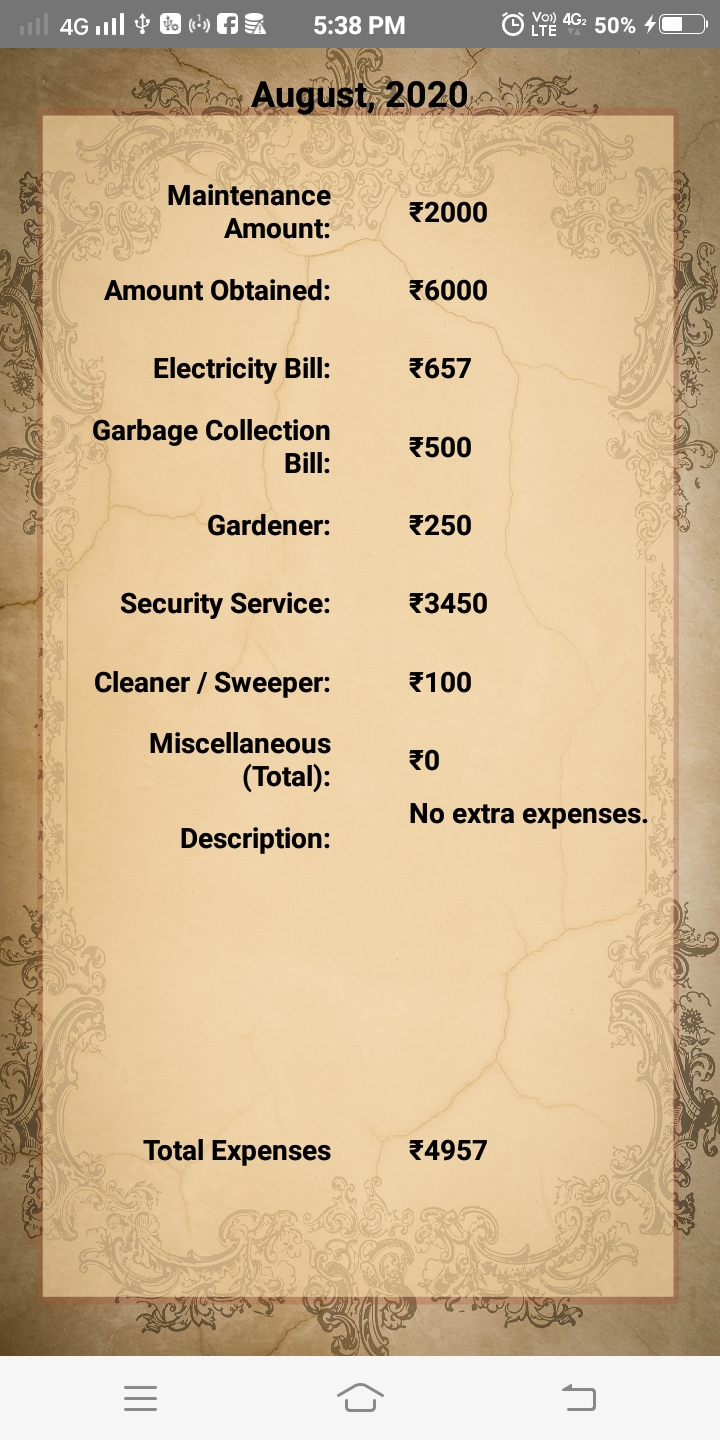 4G 5:38 PM Vo)) LTE 4G2 50%
August, 2020
Maintenance
Amount: ₹2000
Amount Obtained: ₹6000
Electricity Bill: ₹657
Garbage Collection
Bill: ₹500
Gardener: ₹250
Security Service: ₹3450
Cleaner / Sweeper: ₹100
Miscellaneous
(Total): ₹0
Description: No extra expenses.
Total Expenses ₹4957